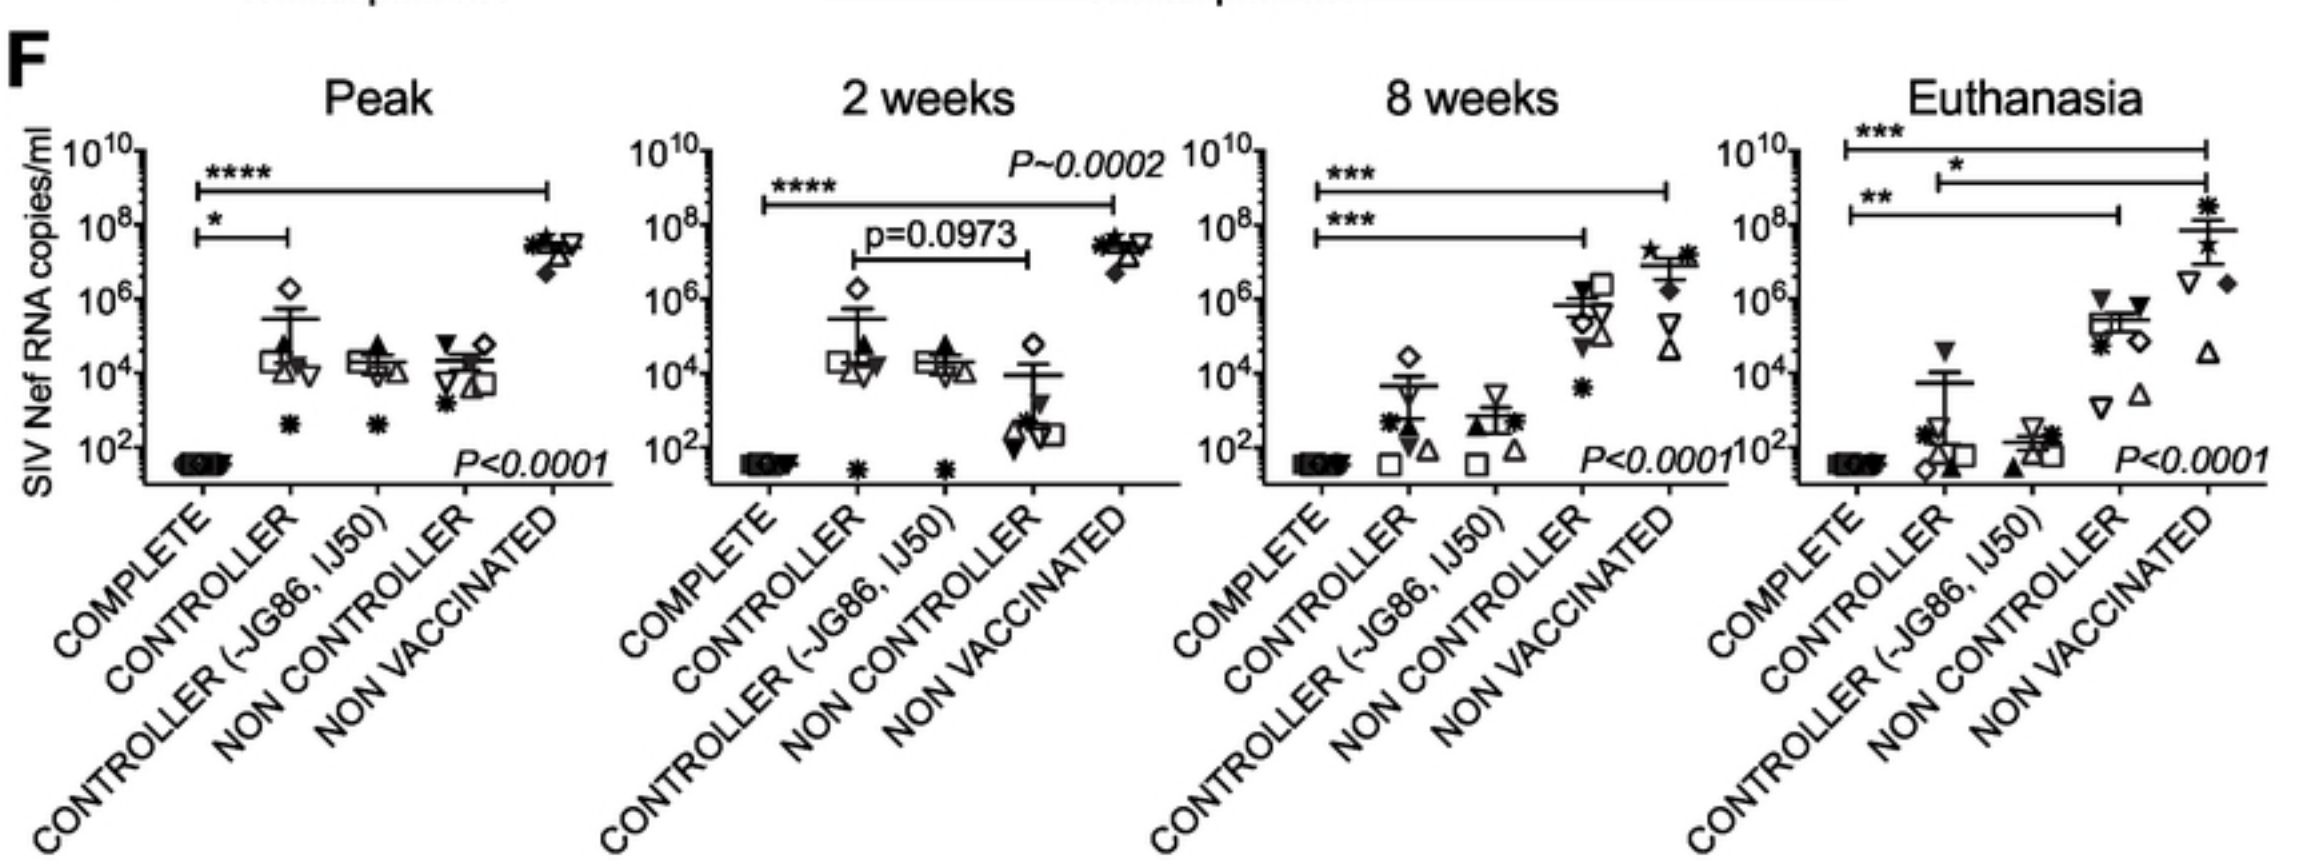 F
Peak
2 weeks
8 weeks
Euthanasia
SIV Nef RNA copies/ml
10^10
10^8
10^6
10^4
10^2
****
*
P<0.0001
COMPLETE
CONTROLLER
CONTROLLER (-JG86, IJ50)
NON CONTROLLER
NON VACCINATED
10^10
10^8
10^6
10^4
10^2
P~0.0002
****
p=0.0973
COMPLETE
CONTROLLER
CONTROLLER (-JG86, IJ50)
NON CONTROLLER
NON VACCINATED
10^10
10^8
10^6
10^4
10^2
***
***
P<0.0001
COMPLETE
CONTROLLER
CONTROLLER (-JG86, IJ50)
NON CONTROLLER
NON VACCINATED
10^10
10^8
10^6
10^4
10^2
***
*
**
P<0.0001
COMPLETE
CONTROLLER
CONTROLLER (-JG86, IJ50)
NON CONTROLLER
NON VACCINATED